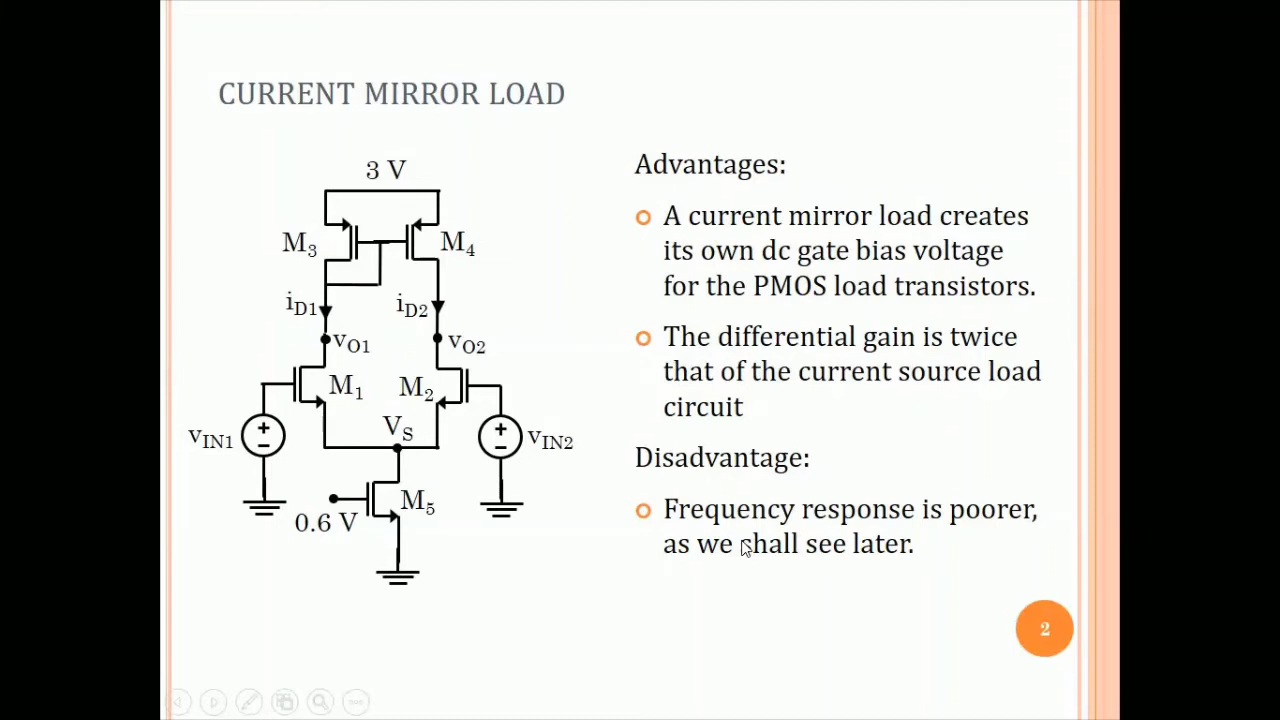 CURRENT MIRROR LOAD
3 V
M3
M4
iD1
iD2
vO1
vO2
M1
M2
VS
vIN1
vIN2
M5
0.6 V
Advantages:
A current mirror load creates
its own dc gate bias voltage
for the PMOS load transistors.
The differential gain is twice
that of the current source load
circuit
Disadvantage:
Frequency response is poorer,
as we shall see later.
2